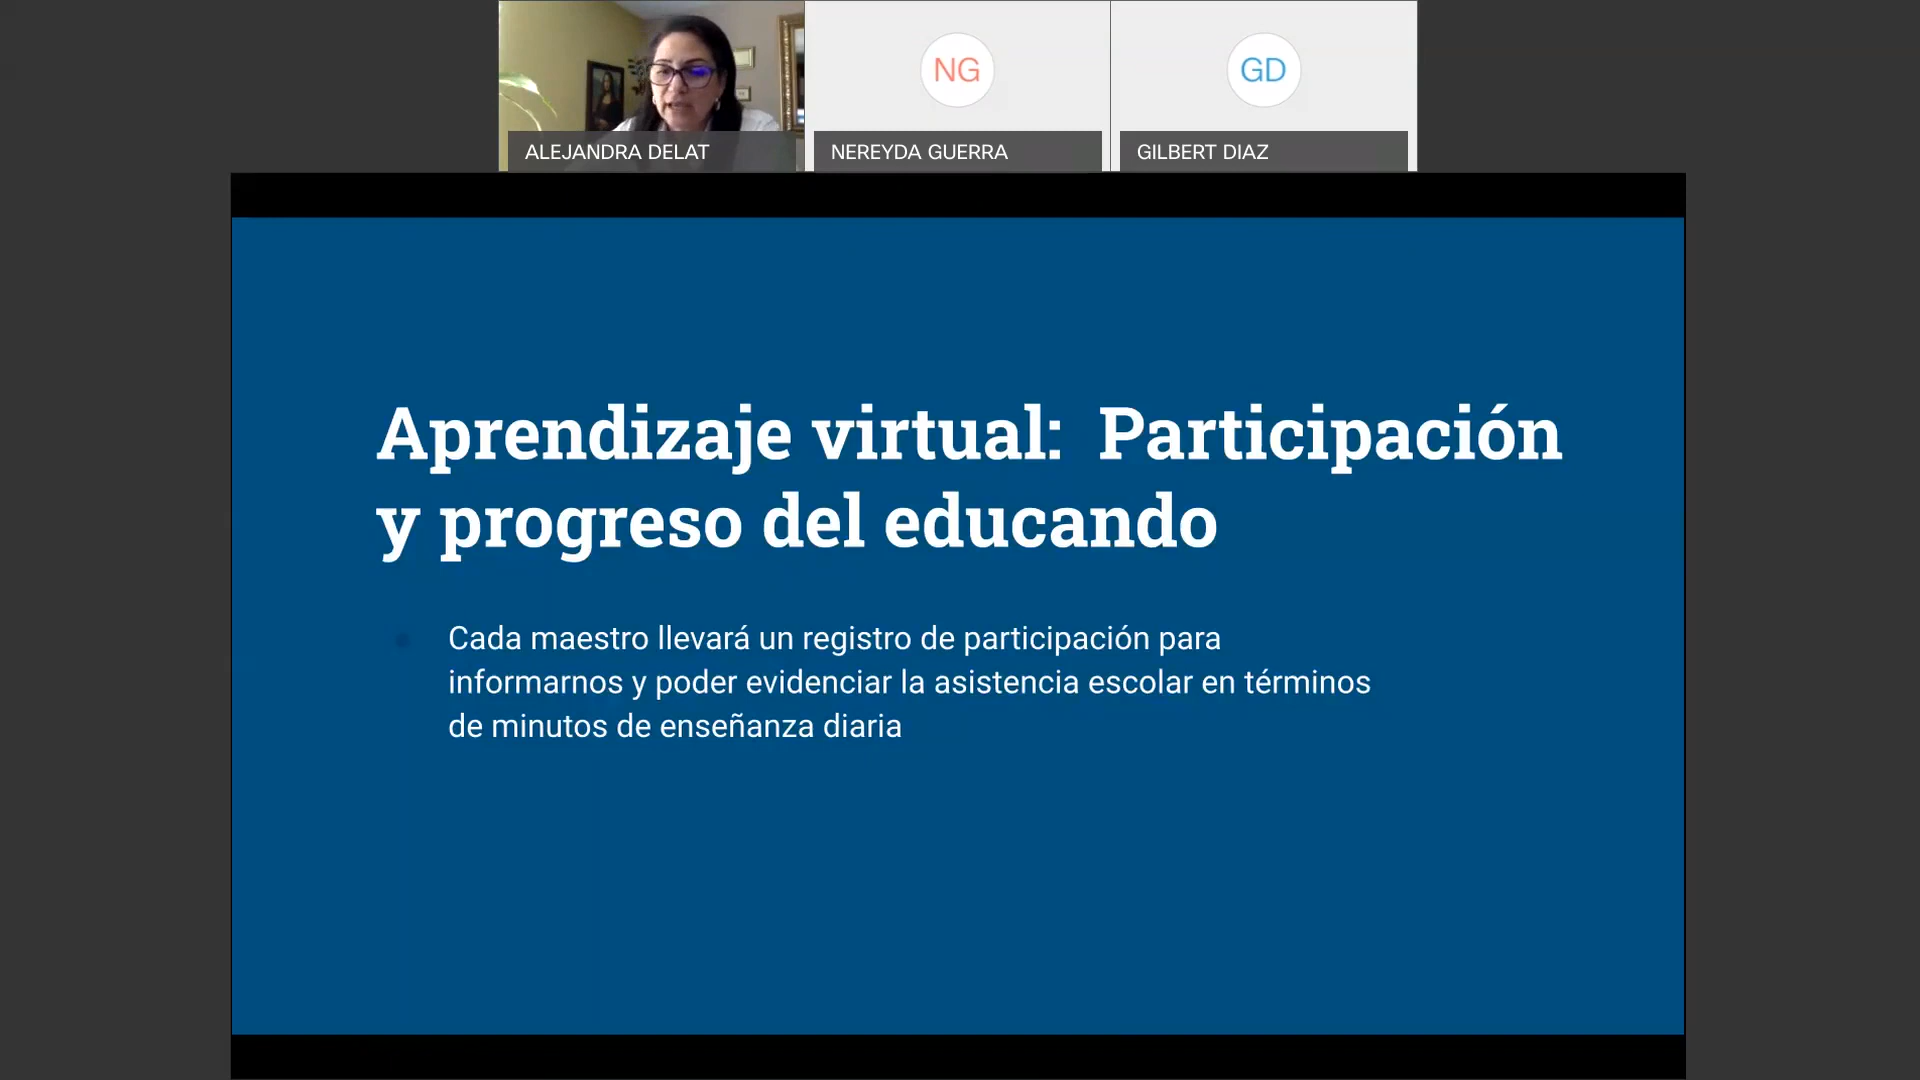 NG
GD
ALEJANDRA DELAT
NEREYDA GUERRA
GILBERT DIAZ
Aprendizaje virtual: Participación
y progreso del educando
Cada maestro llevará un registro de participación para
informarnos y poder evidenciar la asistencia escolar en términos
de minutos de enseñanza diaria